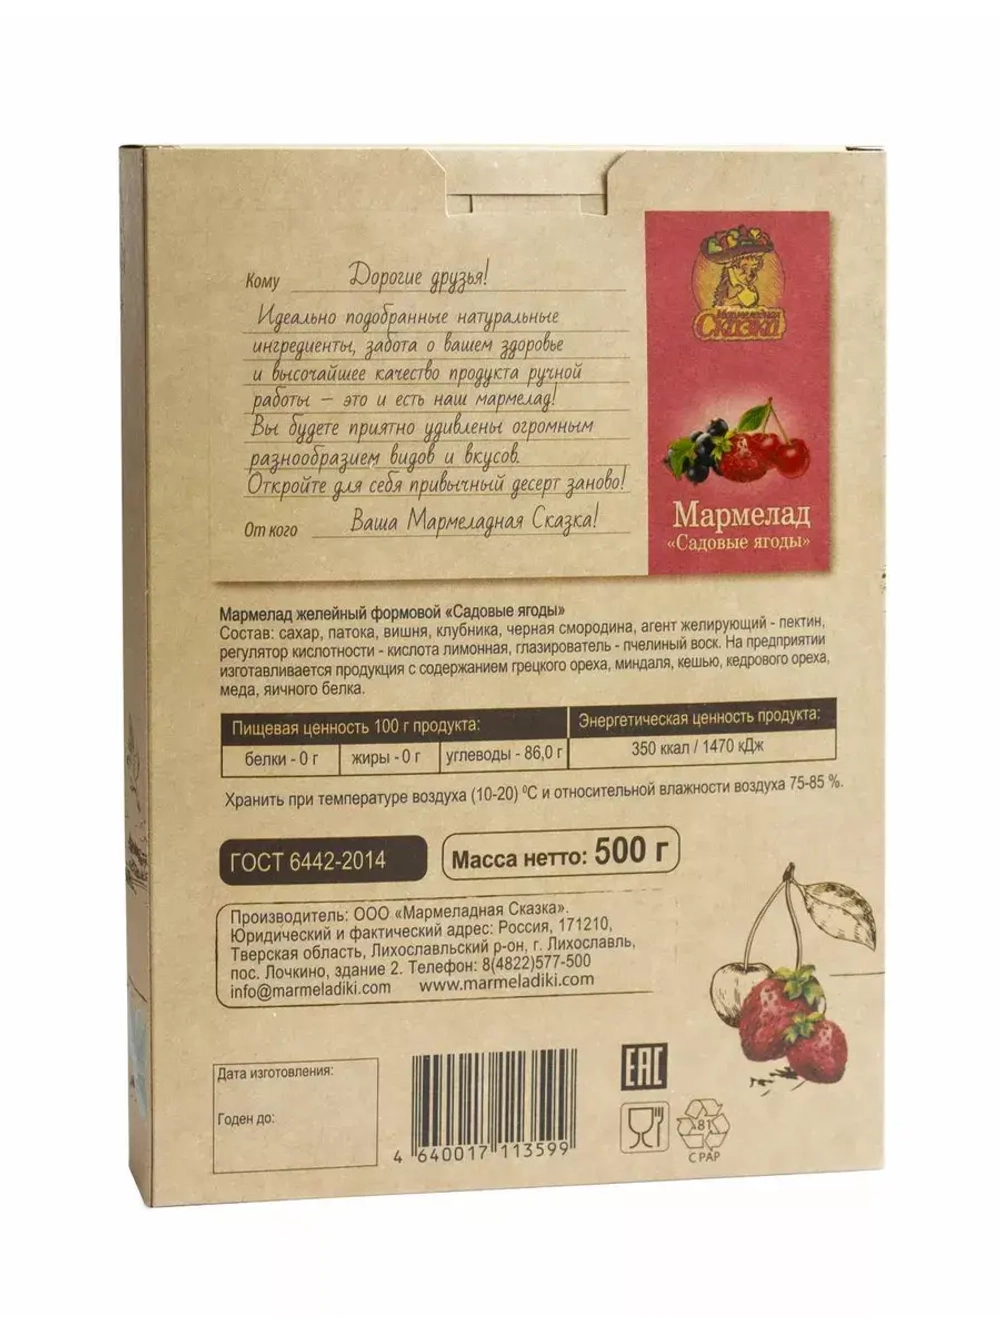 Мармеладная
Сказка
Кому Дорогие друзья!
Идеально подобранные натуральные
ингредиенты, забота о вашем здоровье
и высочайшее качество продукта ручной
работы – это и есть наш мармелад!
Вы будете приятно удивлены огромным
разнообразием видов и вкусов.
Откройте для себя привычный десерт заново!
От кого Ваша Мармеладная Сказка!
Мармелад
«Садовые ягоды»
Мармелад желейный формовой «Садовые ягоды»
Состав: сахар, патока, вишня, клубника, черная смородина, агент желирующий - пектин,
регулятор кислотности - кислота лимонная, глазирователь - пчелиный воск. На предприятии
изготавливается продукция с содержанием грецкого ореха, миндаля, кешью, кедрового ореха,
меда, яичного белка.
Пищевая ценность 100 г продукта: Энергетическая ценность продукта:
белки - 0 г жиры - 0 г углеводы - 86,0 г 350 ккал / 1470 кДж
Хранить при температуре воздуха (10-20) ⁰С и относительной влажности воздуха 75-85 %.
ГОСТ 6442-2014 Масса нетто: 500 г
Производитель: ООО «Мармеладная Сказка».
Юридический и фактический адрес: Россия, 171210,
Тверская область, Лихославльский р-он, г. Лихославль,
пос. Лочкино, здание 2. Телефон: 8(4822)577-500
info@marmeladiki.com www.marmeladiki.com
Дата изготовления:
Годен до:
4 640017 113599
EAC
81
C PAP